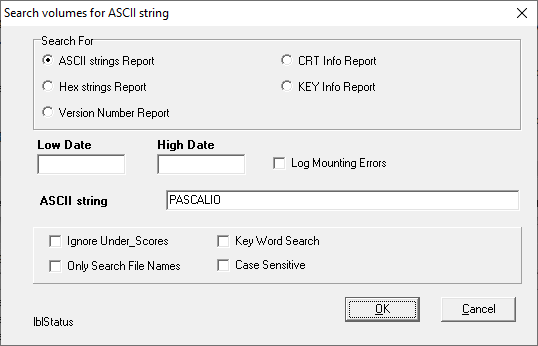 Search volumes for ASCII string
Search For
ASCII strings Report
CRT Info Report
Hex strings Report
KEY Info Report
Version Number Report
Low Date
High Date
Log Mounting Errors
ASCII string
PASCALIO
Ignore Under_Scores
Key Word Search
Only Search File Names
Case Sensitive
OK
Cancel
lblStatus